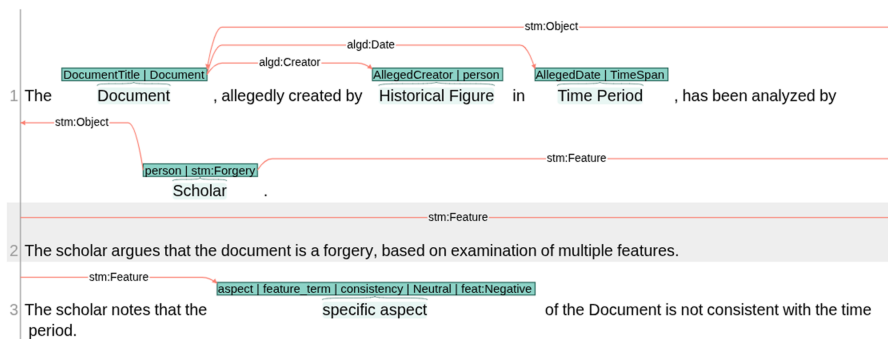 stm:Object
algd:Date
algd:Creator
DocumentTitle | Document AllegedCreator | person AllegedDate | TimeSpan
1 The Document , allegedly created by Historical Figure in Time Period , has been analyzed by
stm:Object
stm:Feature
person | stm:Forgery
Scholar .
stm:Feature
2 The scholar argues that the document is a forgery, based on examination of multiple features.
stm:Feature
aspect | feature_term | consistency | Neutral | feat:Negative
3 The scholar notes that the specific aspect of the Document is not consistent with the time
period.